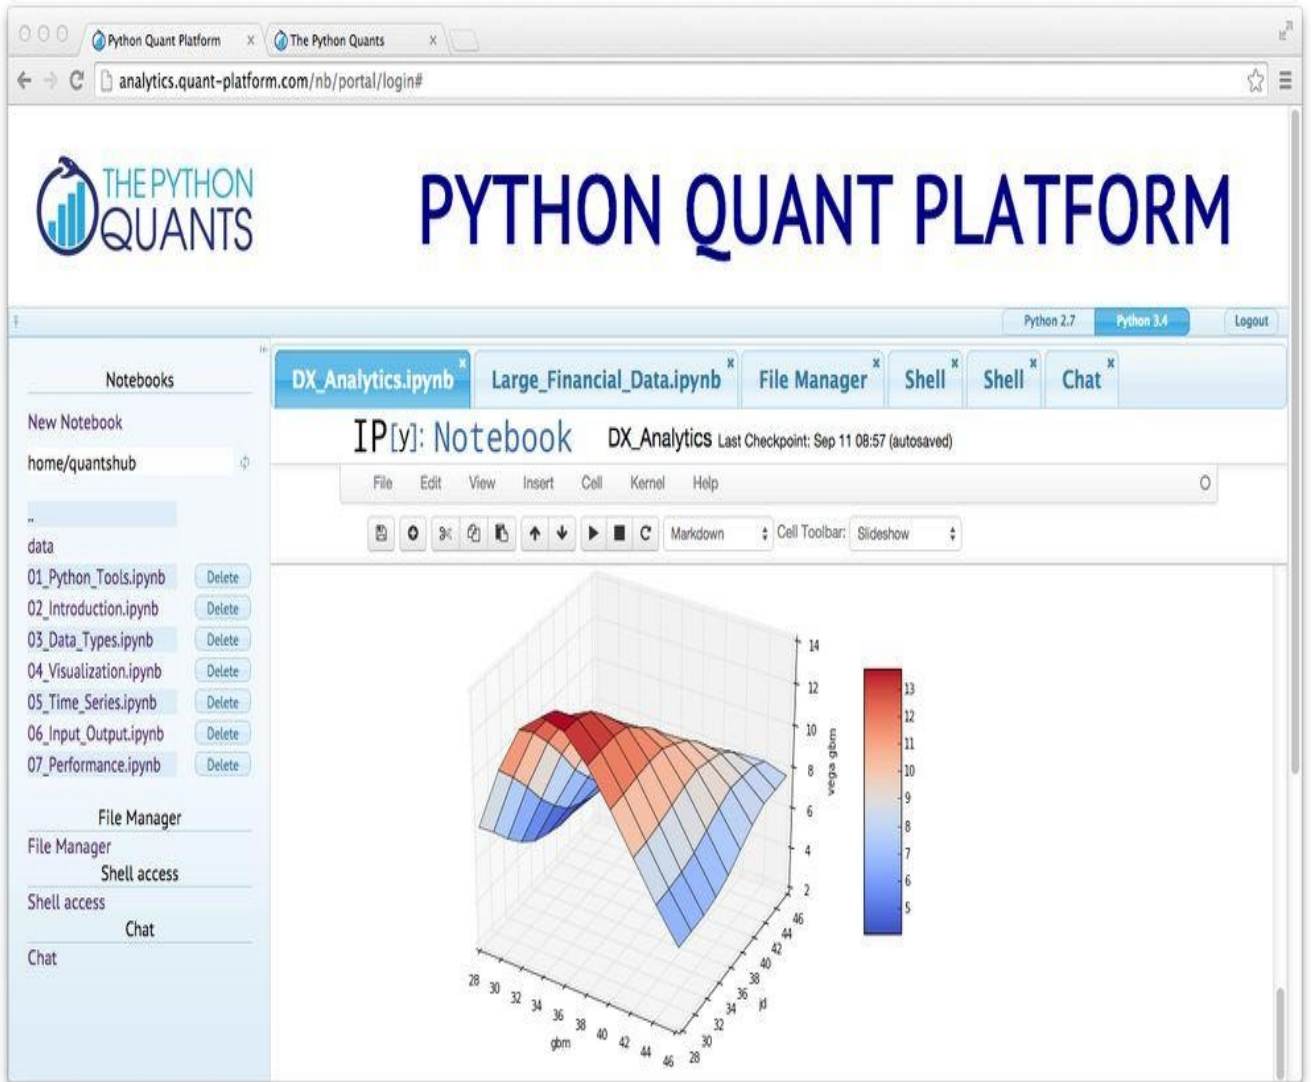 Python Quant Platform x The Python Quants x
analytics.quant-platform.com/nb/portal/login#
THE PYTHON
QUANTS
PYTHON QUANT PLATFORM
Python 2.7 Python 3.4 Logout
Notebooks
New Notebook
home/quantshub
..
data
01_Python_Tools.ipynb Delete
02_Introduction.ipynb Delete
03_Data_Types.ipynb Delete
04_Visualization.ipynb Delete
05_Time_Series.ipynb Delete
06_Input_Output.ipynb Delete
07_Performance.ipynb Delete
File Manager
File Manager
Shell access
Shell access
Chat
Chat
DX_Analytics.ipynb x Large_Financial_Data.ipynb x File Manager x Shell x Shell x Chat x
IP[y]: Notebook DX_Analytics Last Checkpoint: Sep 11 08:57 (autosaved)
File Edit View Insert Cell Kernel Help
Markdown Cell Toolbar: Slideshow
14
12
10
8
6
4
2
vega gbm
13
12
11
10
9
8
7
6
5
28 30 32 34 36 38 40 42 44 46
gbm
28 30 32 34 36 38 40 42 44 46
jd